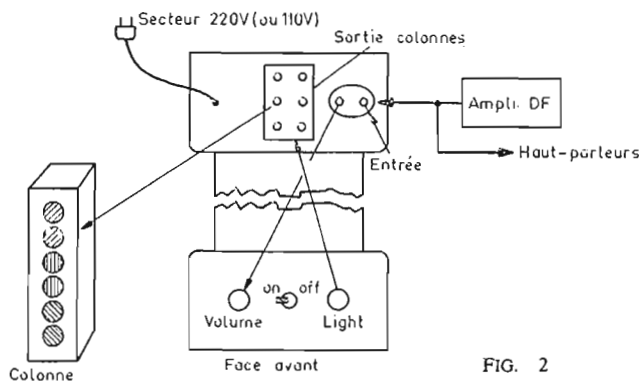 Secteur 220V (ou 110V)
Sortie colonnes
Ampli. DF
Entrée
Haut-parleurs
on off
Volume
Light
Colonne
Face avant
FIG. 2